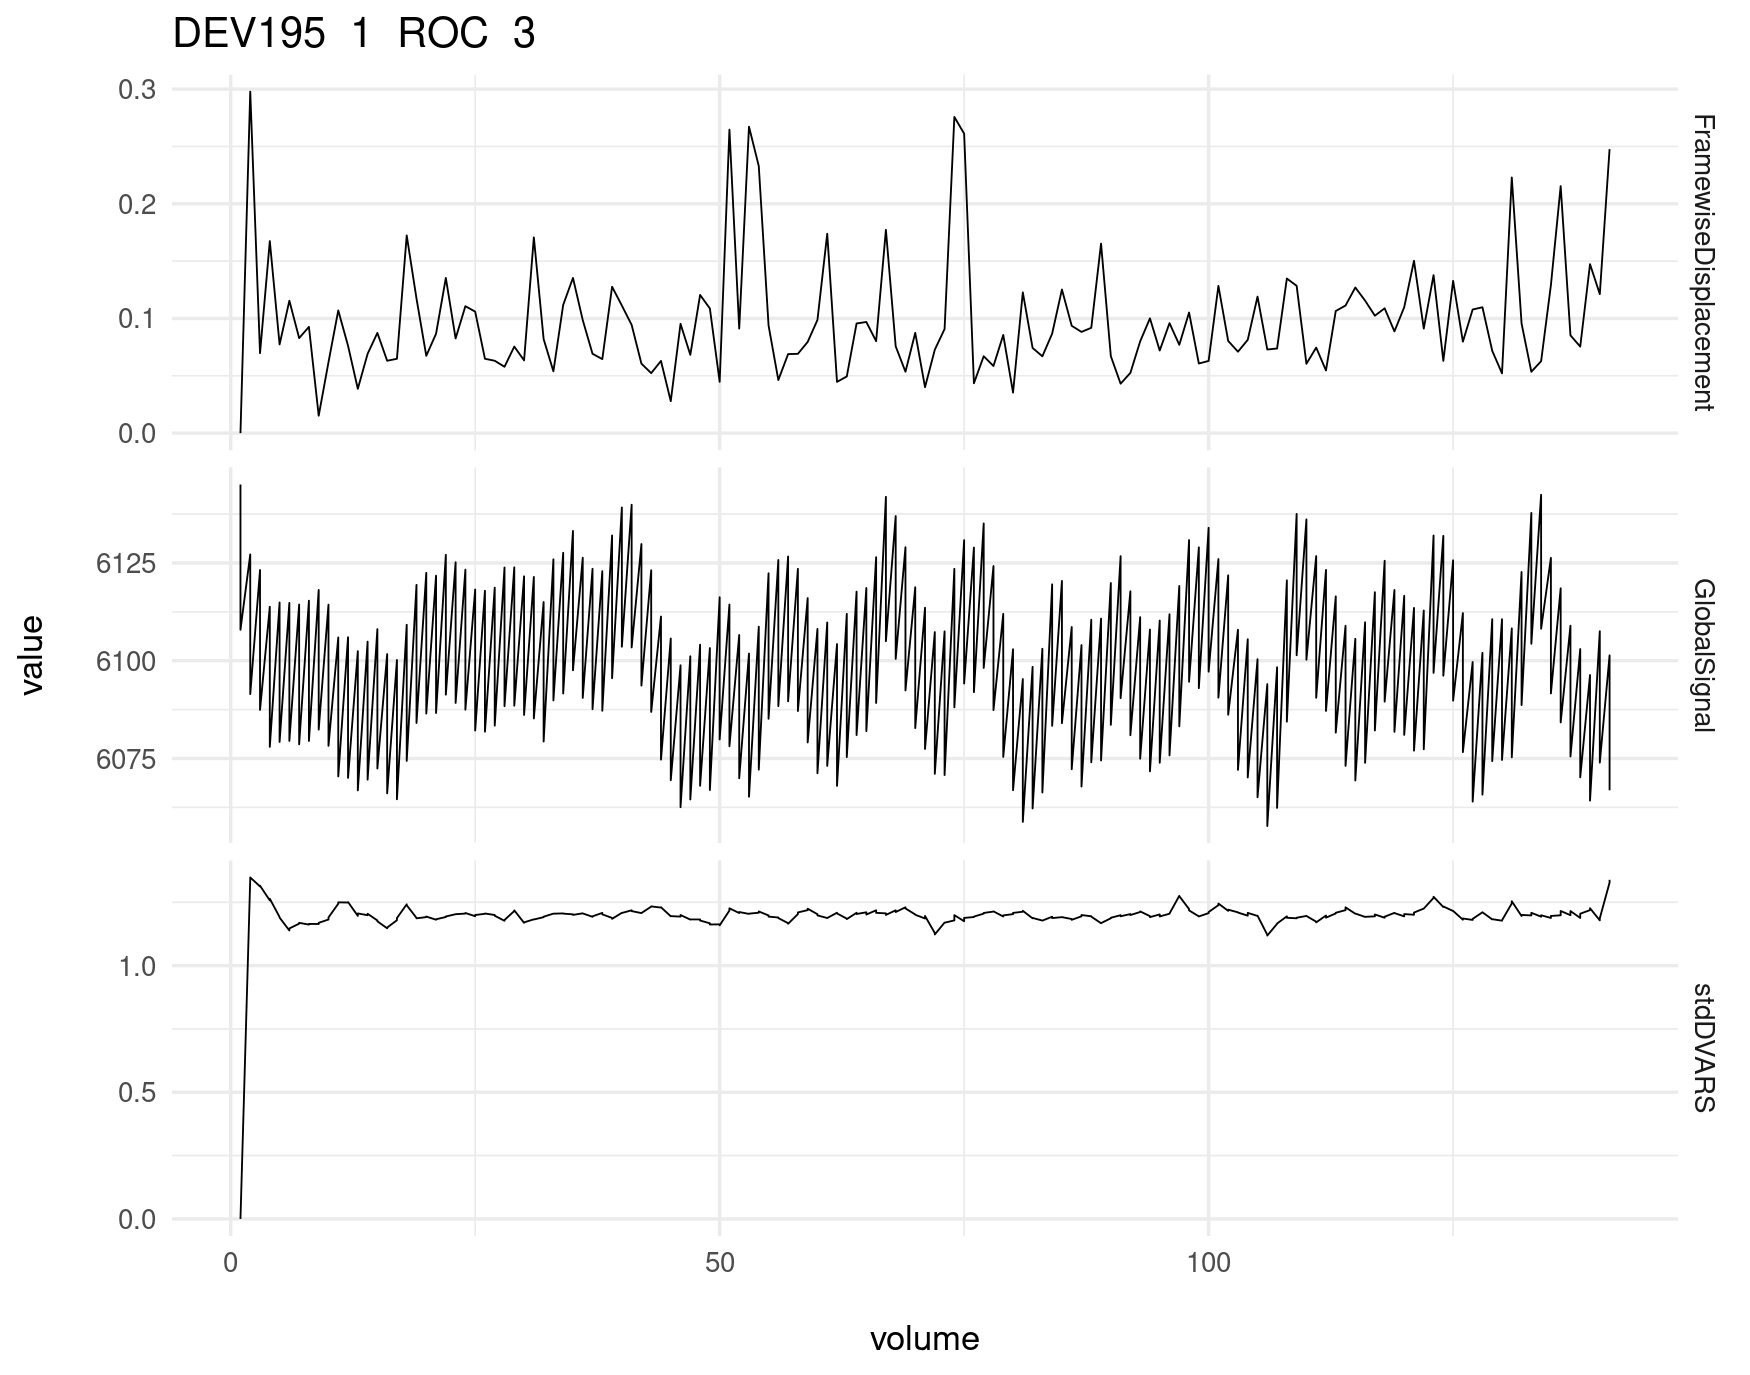 DEV195 1 ROC 3
0.3
0.2
0.1
0.0
FramewiseDisplacement
6125
6100
6075
GlobalSignal
value
1.0
0.5
0.0
stdDVARS
0 50 100
volume